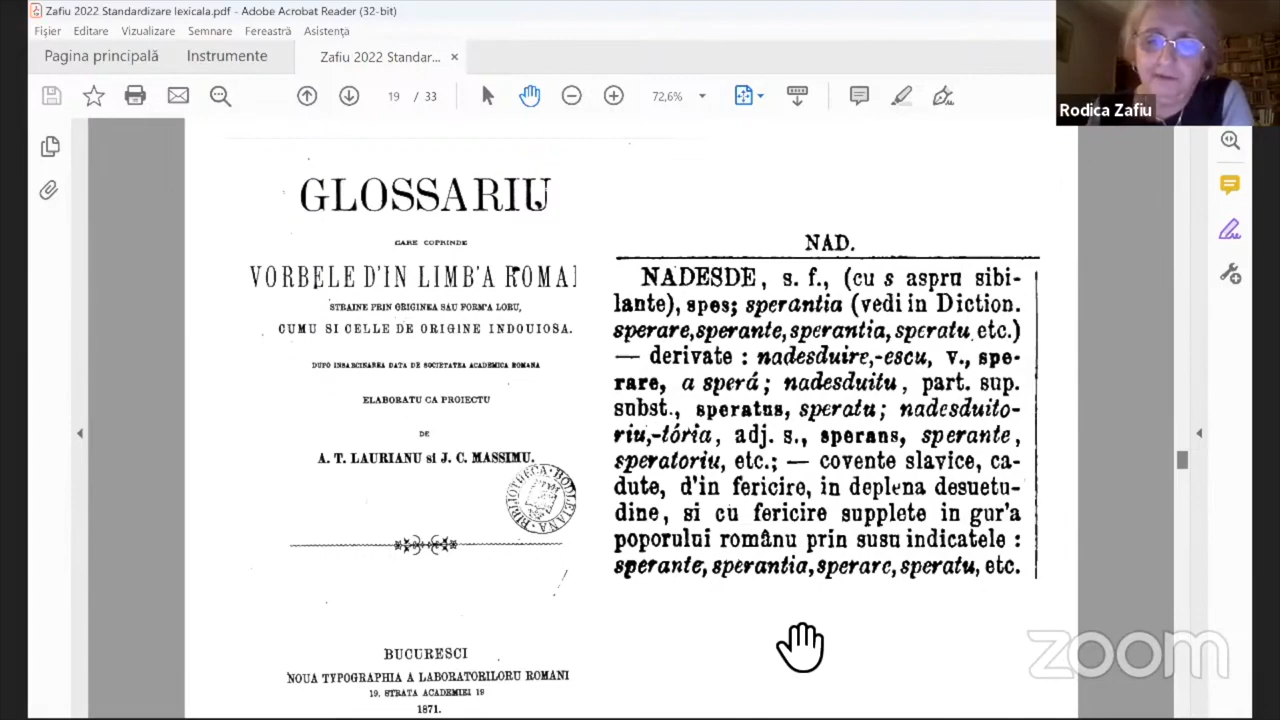 Zafiu 2022 Standardizare lexicala.pdf - Adobe Acrobat Reader (32-bit)
Fișier Editare Vizualizare Semnare Fereastră Asistență
Pagina principală Instrumente Zafiu 2022 Standar... ×
19 / 33 72,6%
Rodica Zafiu
GLOSSARIU
CARE COPRINDE
VORBELE D'IN LIMB'A ROMA
STRAINE PRIN ORIGINEA SAU FORM'A LORU,
CUMU SI CELLE DE ORIGINE INDOUIOSA.
DUPO INSARCINAREA DATA DE SOCIETATEA ACADEMICA ROMANA
ELABORATU CA PROIECTU
DE
A. T. LAURIANU si J. C. MASSIMU.
BIBLIOTHECA BODLEIANA
BUCURESCI
NOUA TYPOGRAPHIA A LABORATORILORU ROMANI
19. STRATA ACADEMIEI 19
1871.
NAD.
NADESDE, s. f., (cu s aspru sibi-
lante), spes; sperantia (vedi in Diction.
sperare, sperante, sperantia, speratu etc.)
— derivate : nadesduire,-escu, v., spe-
rare, a sperá; nadesduitu, part. sup.
subst., speratus, speratu; nadesduito-
riu,-tória, adj. s., sperans, sperante,
speratoriu, etc.; — covente slavice, ca-
dute, d'in fericire, in deplena desuetu-
dine, si cu fericire supplete in gur'a
poporului românu prin susu indicatele :
sperante, sperantia, sperare, speratu, etc.
zoom